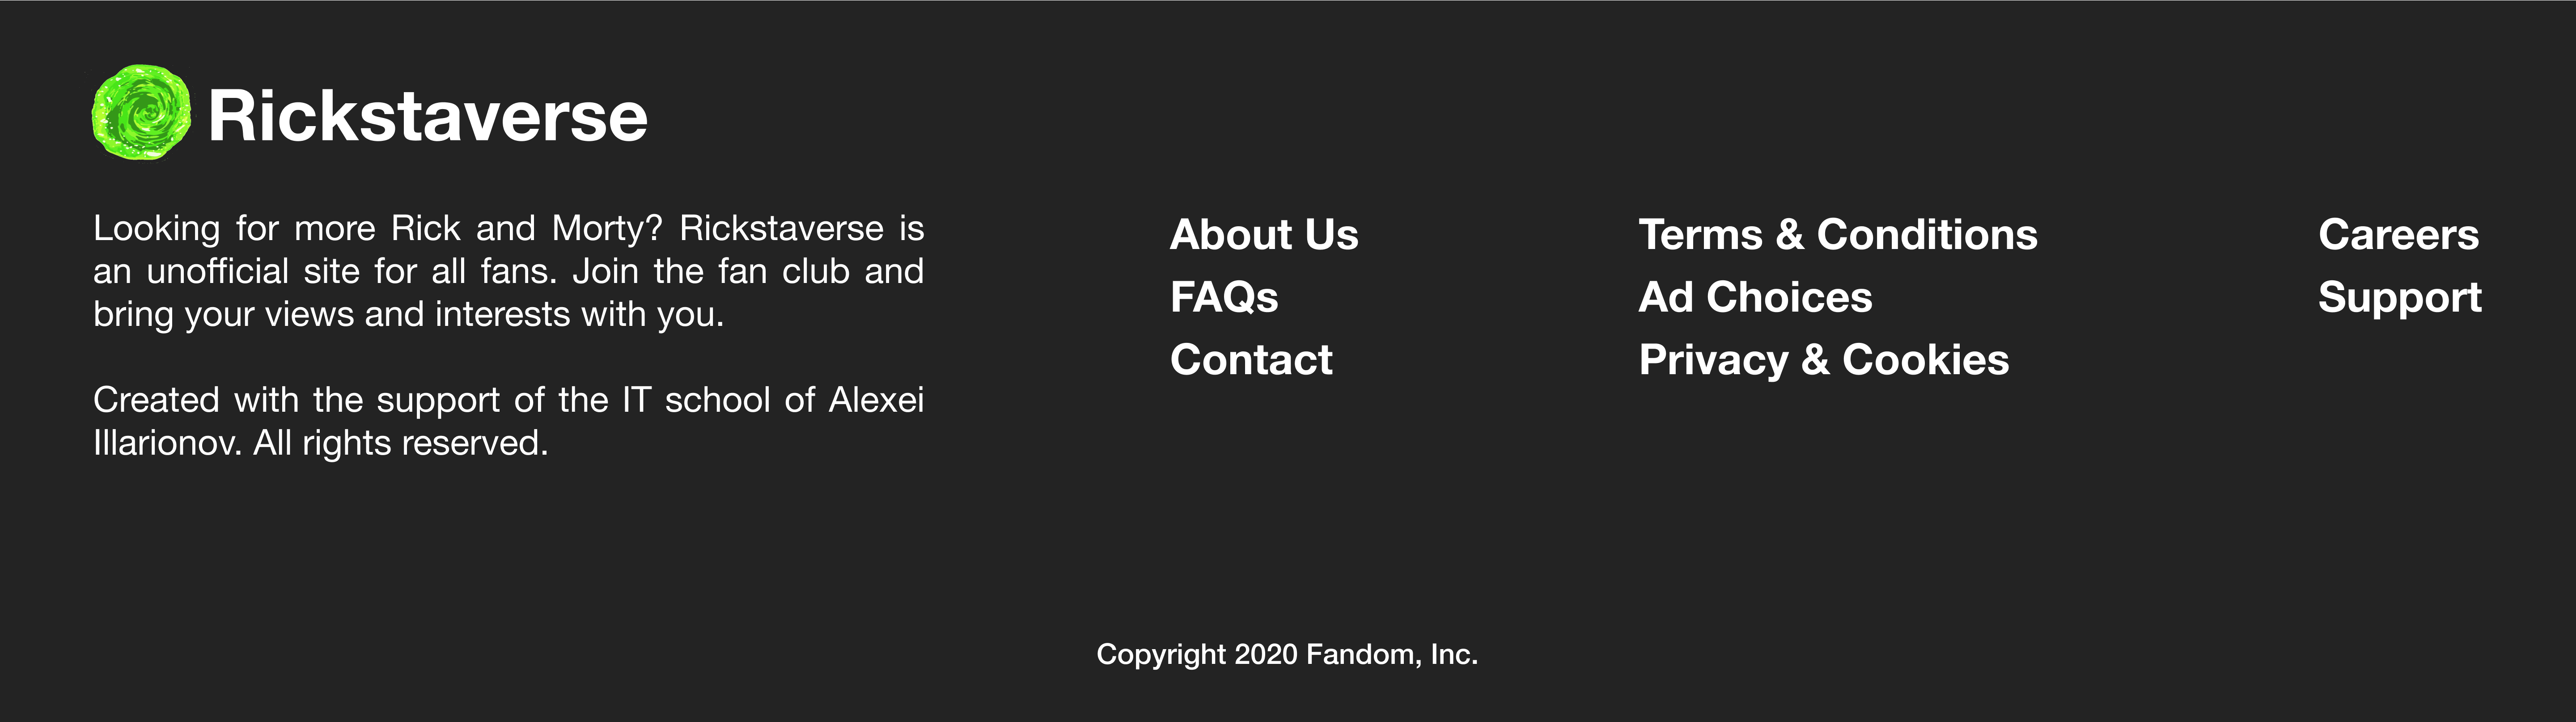 Rickstaverse
Looking for more Rick and Morty? Rickstaverse is
an unofficial site for all fans. Join the fan club and
bring your views and interests with you.
Created with the support of the IT school of Alexei
Illarionov. All rights reserved.
About Us
FAQs
Contact
Terms & Conditions
Ad Choices
Privacy & Cookies
Careers
Support
Copyright 2020 Fandom, Inc.